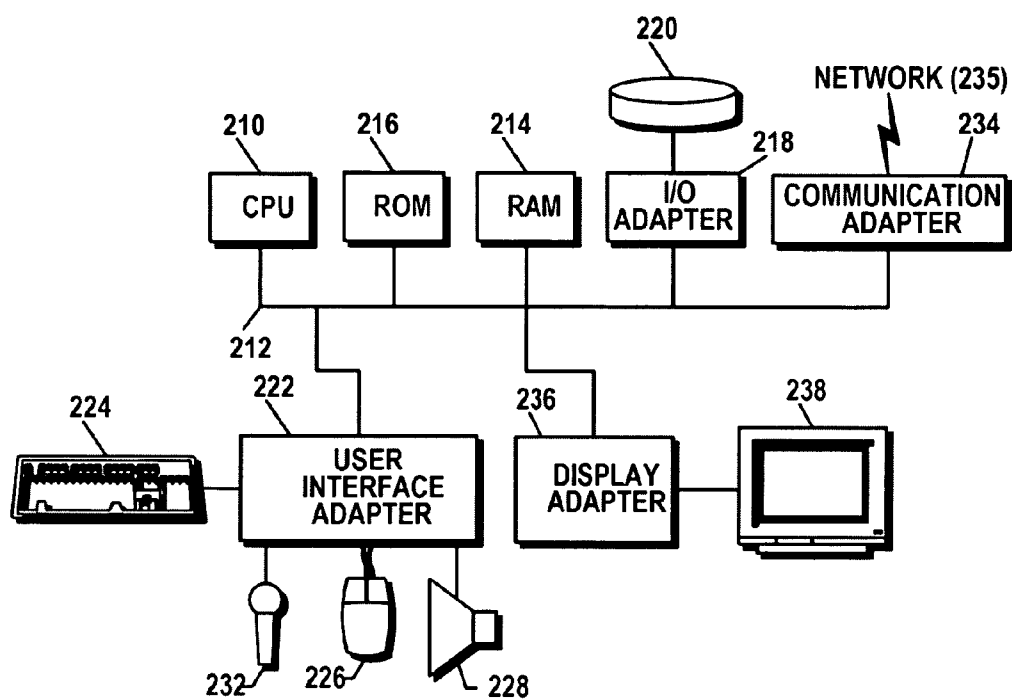 220
NETWORK (235)
210
216
214
218
234
CPU
ROM
RAM
I/O
ADAPTER
COMMUNICATION
ADAPTER
212
222
224
236
238
USER
INTERFACE
ADAPTER
DISPLAY
ADAPTER
232
226
228